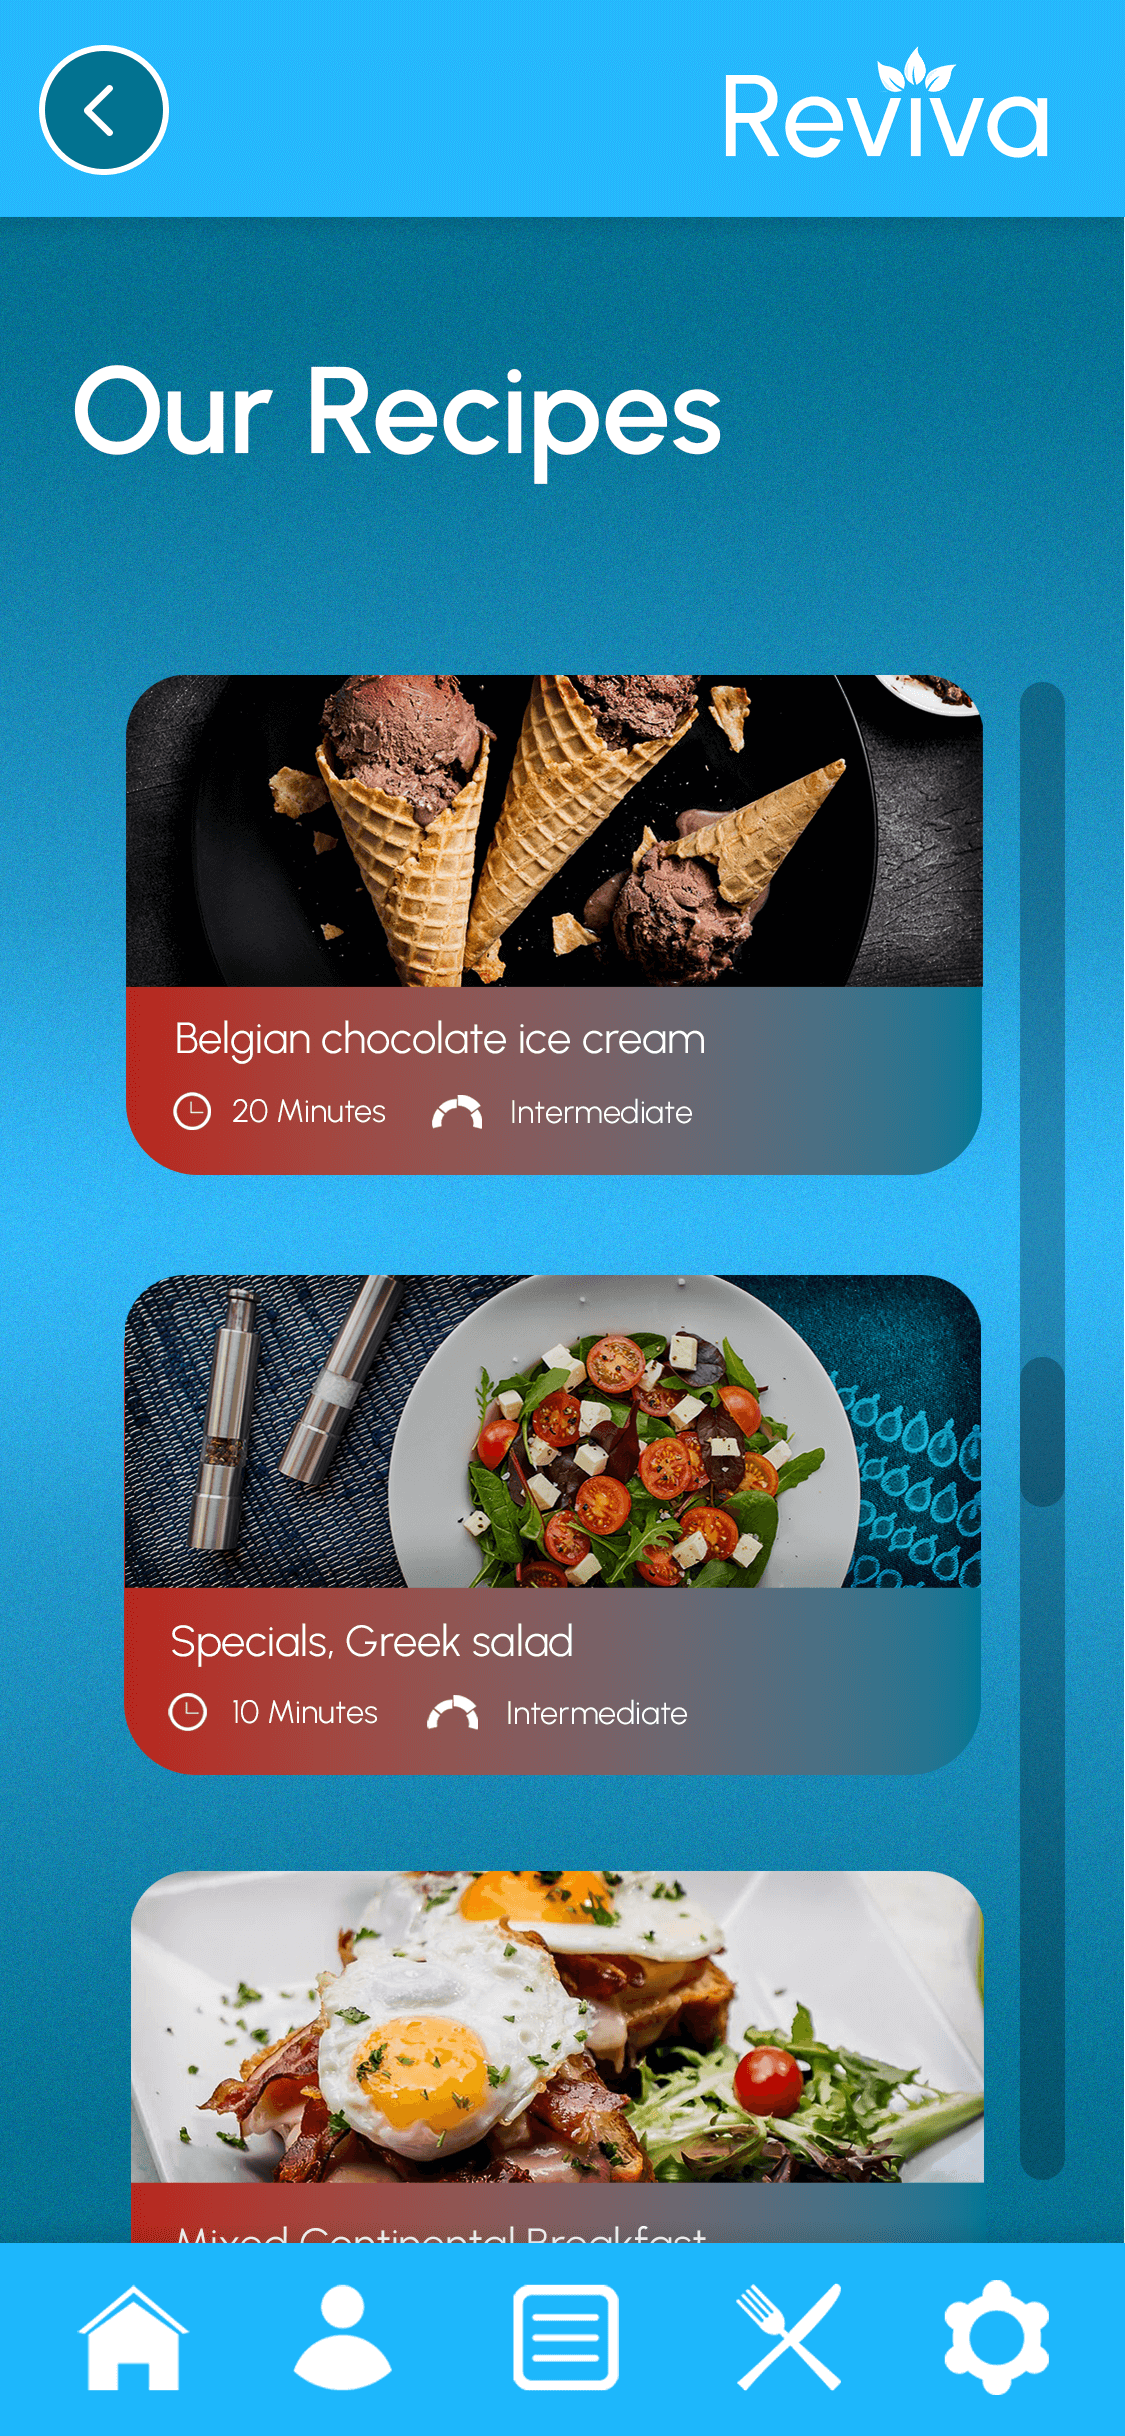 Reviva
Our Recipes
Belgian chocolate ice cream
20 Minutes Intermediate
Specials, Greek salad
10 Minutes Intermediate
Mixed Continental Breakfast